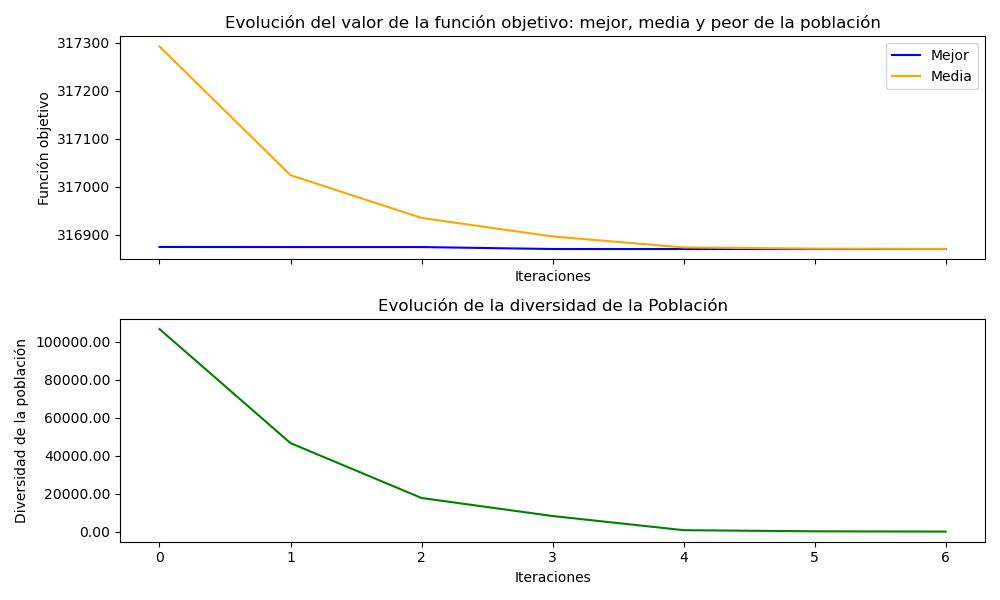 Evolución del valor de la función objetivo: mejor, media y peor de la población
317300
317200
317100
317000
316900
Función objetivo
Mejor
Media
Iteraciones
Evolución de la diversidad de la Población
100000.00
80000.00
60000.00
40000.00
20000.00
0.00
Diversidad de la población
0 1 2 3 4 5 6
Iteraciones